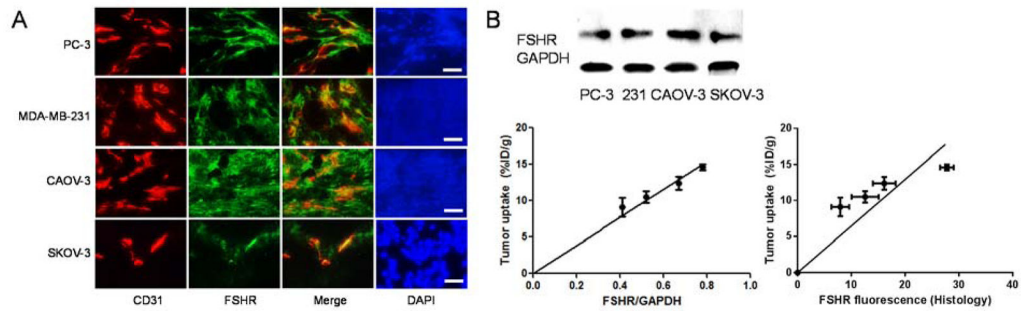 A
PC-3
MDA-MB-231
CAOV-3
SKOV-3
CD31 FSHR Merge DAPI
B
FSHR
GAPDH
PC-3 231 CAOV-3 SKOV-3
Tumor uptake (%ID/g)
20
15
10
5
0
0.0 0.2 0.4 0.6 0.8 1.0
FSHR/GAPDH
Tumor uptake (%ID/g)
20
15
10
5
0
0 10 20 30 40
FSHR fluorescence (Histology)